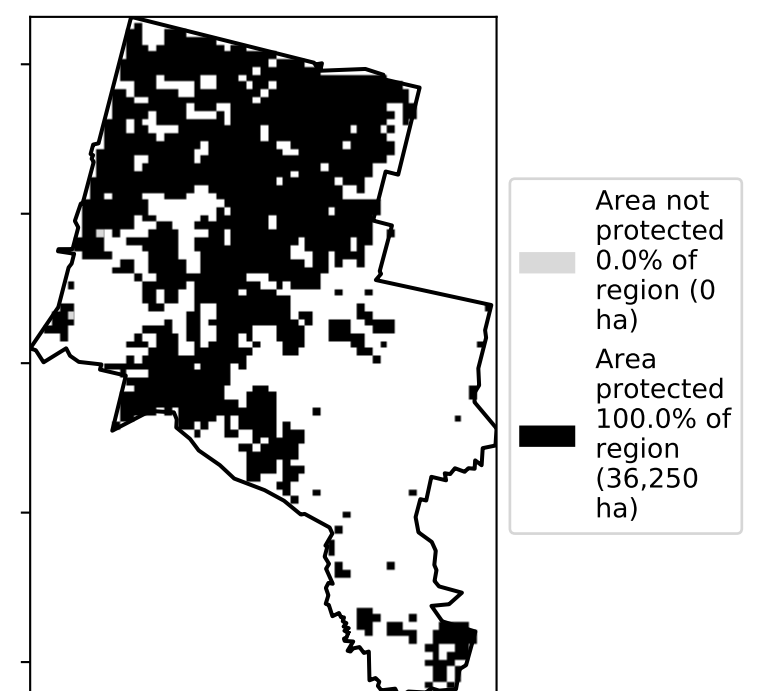 Area not
protected
0.0% of
region (0
ha)
Area
protected
100.0% of
region
(36,250
ha)